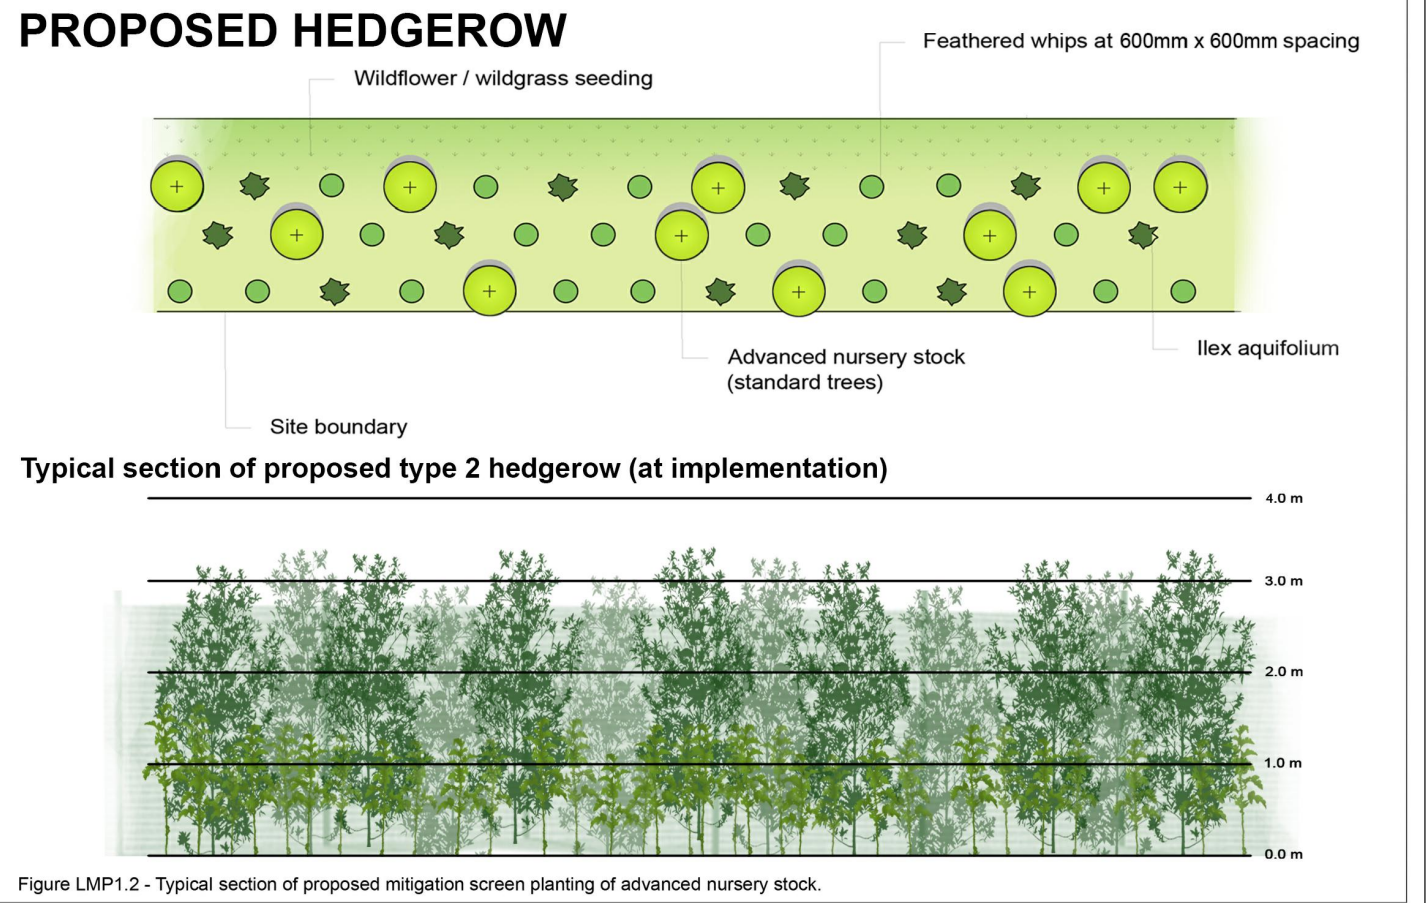 PROPOSED HEDGEROW
Feathered whips at 600mm x 600mm spacing
Wildflower / wildgrass seeding
Ilex aquifolium
Advanced nursery stock
(standard trees)
Site boundary
Typical section of proposed type 2 hedgerow (at implementation)
4.0 m
3.0 m
2.0 m
1.0 m
0.0 m
Figure LMP1.2 - Typical section of proposed mitigation screen planting of advanced nursery stock.